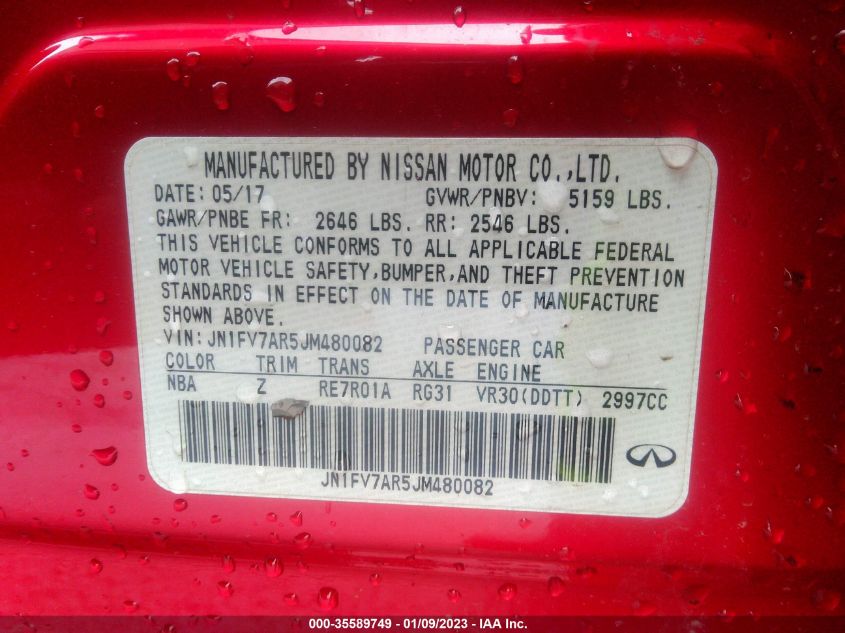 MANUFACTURED BY NISSAN MOTOR CO.,LTD.
DATE: 05/17 GVWR/PNBV: 5159 LBS.
GAWR/PNBE FR: 2646 LBS. RR: 2546 LBS.
THIS VEHICLE CONFORMS TO ALL APPLICABLE FEDERAL
MOTOR VEHICLE SAFETY,BUMPER,AND THEFT PREVENTION
STANDARDS IN EFFECT ON THE DATE OF MANUFACTURE
SHOWN ABOVE.
VIN: JN1FV7AR5JM480082 PASSENGER CAR
COLOR TRIM TRANS AXLE ENGINE
NBA Z RE7R01A RG31 VR30(DDTT) 2997CC
JN1FV7AR5JM480082
000-35589749 - 01/09/2023 - IAA Inc.